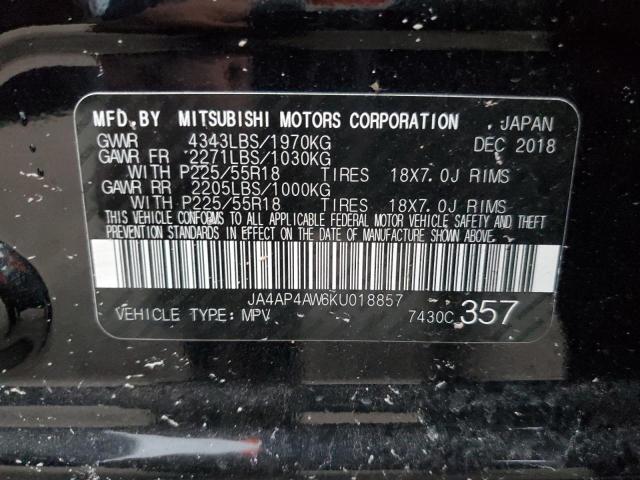 MFD.BY MITSUBISHI MOTORS CORPORATION JAPAN
GVWR 4343LBS/1970KG DEC 2018
GAWR FR 2271LBS/1030KG
WITH P225/55R18 TIRES 18X7.0J RIMS
GAWR RR 2205LBS/1000KG
WITH P225/55R18 TIRES 18X7.0J RIMS
THIS VEHICLE CONFORMS TO ALL APPLICABLE FEDERAL MOTOR VEHICLE SAFETY AND THEFT
PREVENTION STANDARDS IN EFFECT ON THE DATE OF MANUFACTURE SHOWN ABOVE.
JA4AP4AW6KU018857
VEHICLE TYPE: MPV 7430C 357